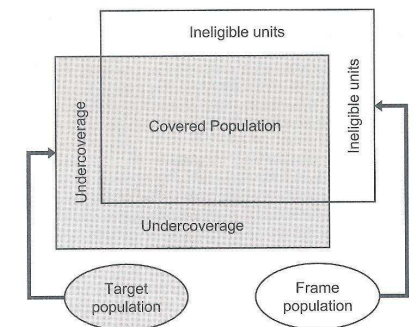 Ineligible units
Ineligible units
Covered Population
Undercoverage
Undercoverage
Target
population
Frame
population